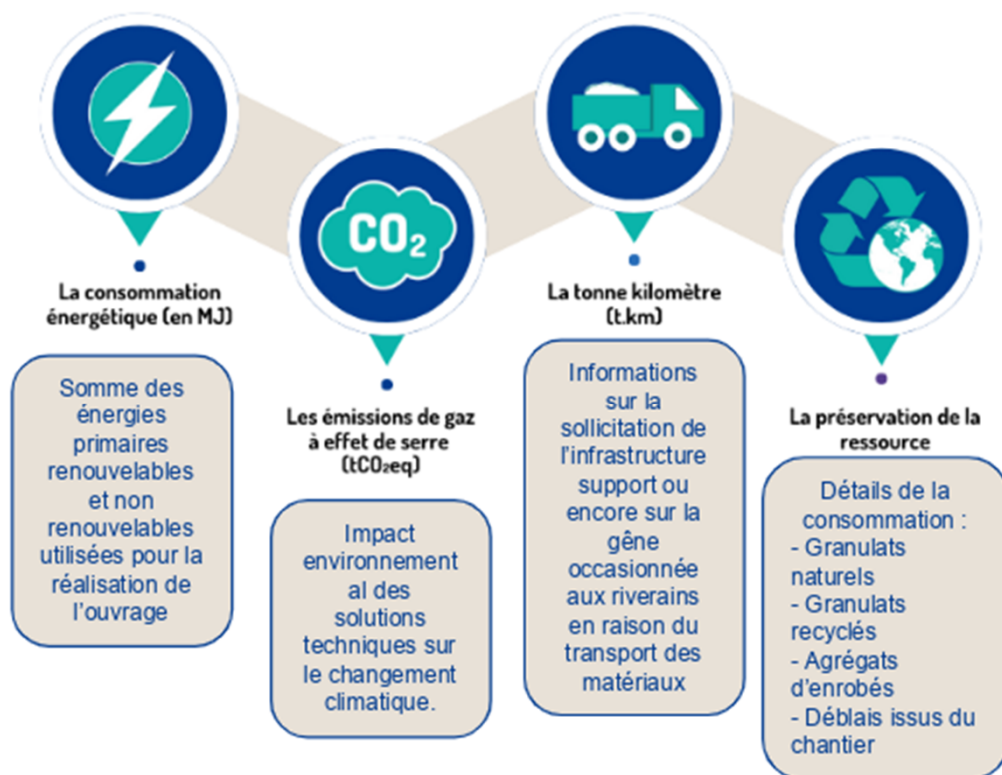 La consommation
énergétique (en MJ)
Somme des
énergies
primaires
renouvelables
et non
renouvelables
utilisées pour la
réalisation de
l'ouvrage
CO₂
Les émissions de gaz
à effet de serre
(tCO₂eq)
Impact
environnement
al des
solutions
techniques sur
le changement
climatique.
La tonne kilomètre
(t.km)
Informations
sur la
sollicitation de
l'infrastructure
support ou
encore sur la
gêne
occasionnée
aux riverains
en raison du
transport des
matériaux
La préservation de la
ressource
Détails de la
consommation :
- Granulats
naturels
- Granulats
recyclés
- Agrégats
d'enrobés
- Déblais issus du
chantier